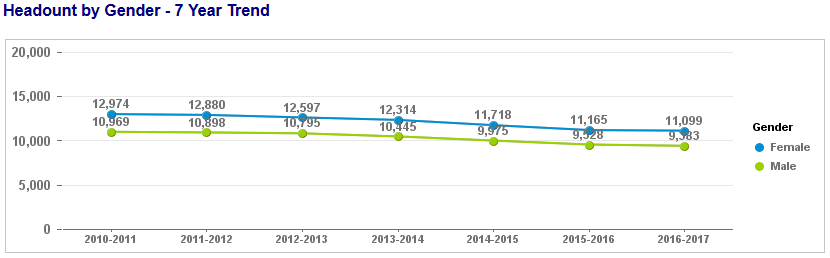 Headount by Gender - 7 Year Trend
20,000
15,000
10,000
5,000
0
12,974 12,880 12,597 12,314 11,718 11,165 11,099
10,969 10,898 10,795 10,445 9,975 9,528 9,383
2010-2011 2011-2012 2012-2013 2013-2014 2014-2015 2015-2016 2016-2017
Gender
Female
Male